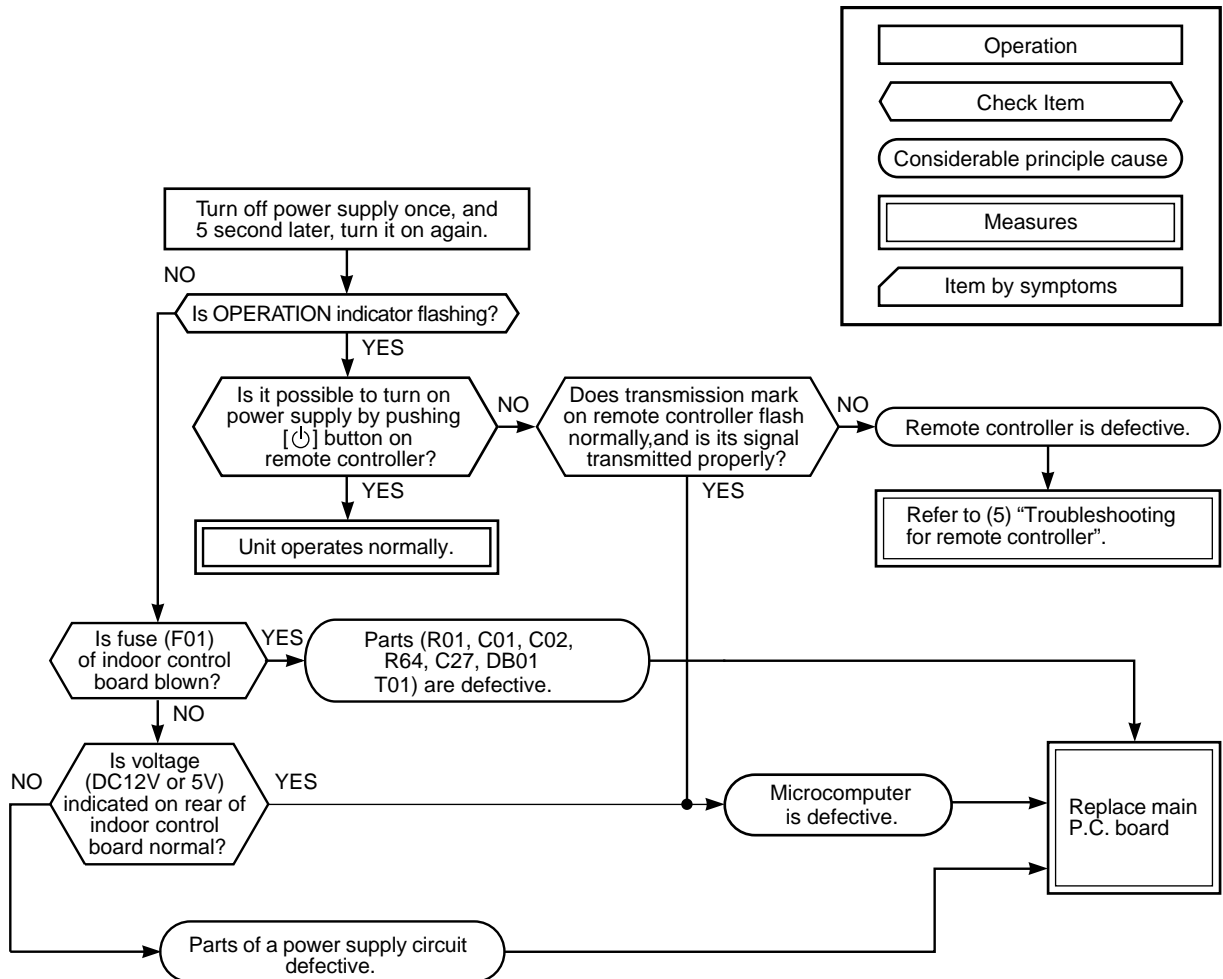 Operation
Check Item
Considerable principle cause
Measures
Item by symptoms
Turn off power supply once, and
5 second later, turn it on again.
NO
Is OPERATION indicator flashing?
YES
Is it possible to turn on
power supply by pushing
[⏻] button on
remote controller?
NO
YES
Does transmission mark
on remote controller flash
normally,and is its signal
transmitted properly?
NO
YES
Remote controller is defective.
Refer to (5) “Troubleshooting
for remote controller”.
Unit operates normally.
Is fuse (F01)
of indoor control
board blown?
YES
NO
Parts (R01, C01, C02,
R64, C27, DB01
T01) are defective.
Is voltage
(DC12V or 5V)
indicated on rear of
indoor control
board normal?
NO
YES
Microcomputer
is defective.
Replace main
P.C. board
Parts of a power supply circuit
defective.